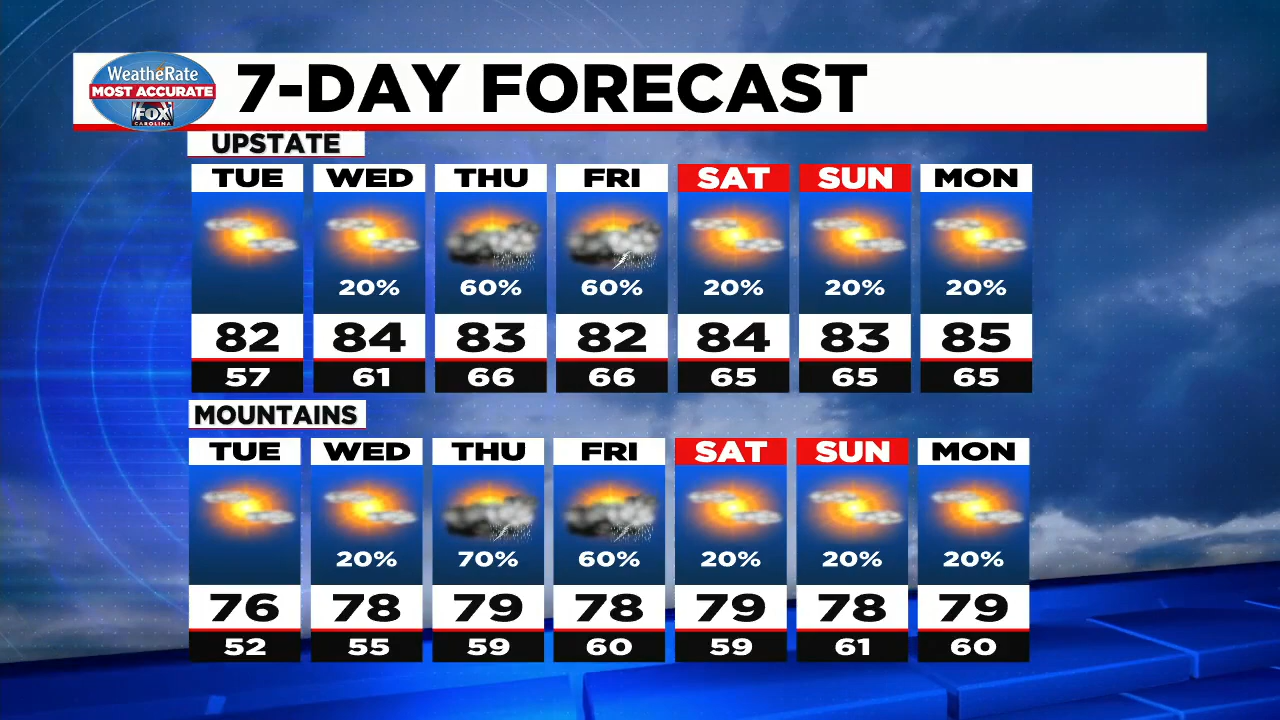 WeatheRate
MOST ACCURATE
FOX
CAROLINA
7-DAY FORECAST
UPSTATE
TUE WED THU FRI SAT SUN MON
20% 60% 60% 20% 20% 20%
82 84 83 82 84 83 85
57 61 66 66 65 65 65
MOUNTAINS
TUE WED THU FRI SAT SUN MON
20% 70% 60% 20% 20% 20%
76 78 79 78 79 78 79
52 55 59 60 59 61 60